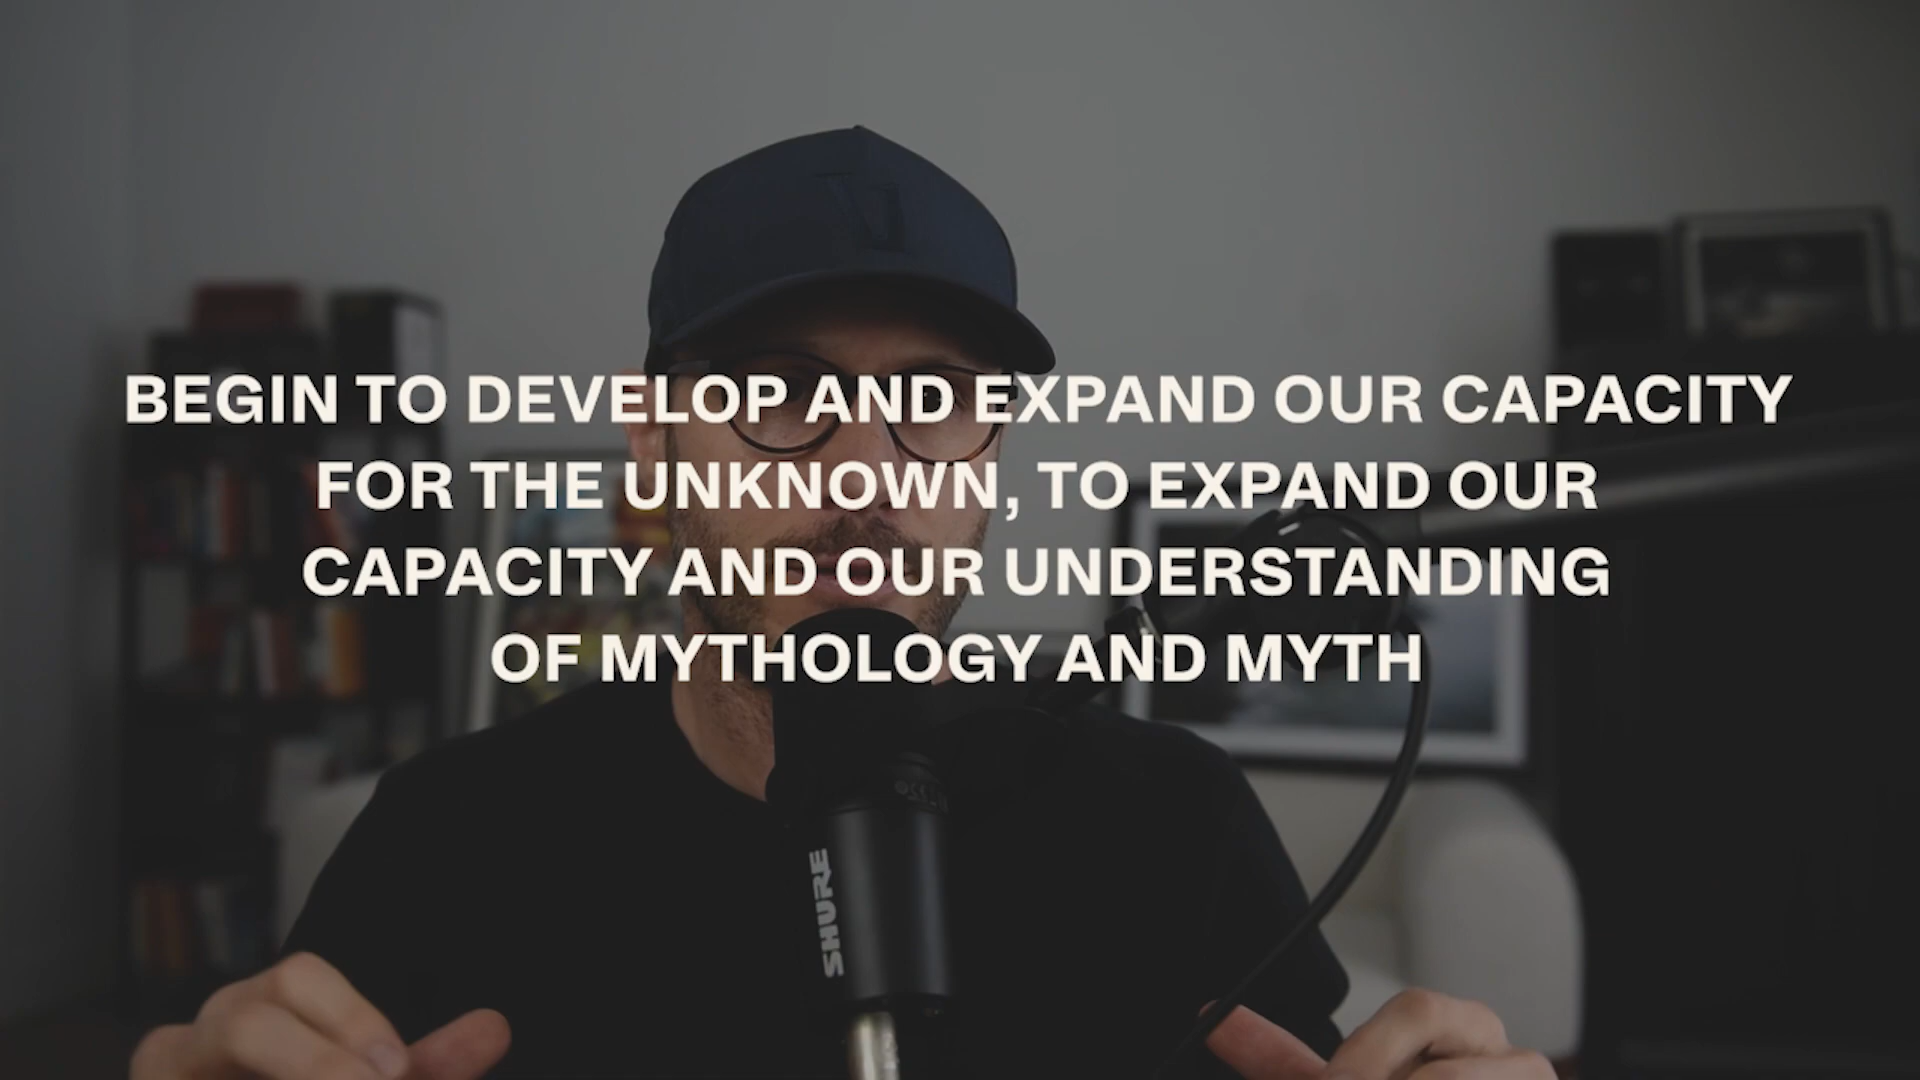 BEGIN TO DEVELOP AND EXPAND OUR CAPACITY
FOR THE UNKNOWN, TO EXPAND OUR
CAPACITY AND OUR UNDERSTANDING
OF MYTHOLOGY AND MYTH
SHURE